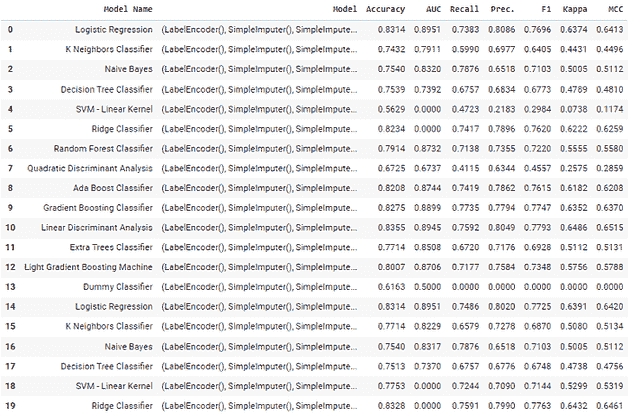 Model Name Model Accuracy AUC Recall Prec. F1 Kappa MCC
0 Logistic Regression (LabelEncoder(), SimpleImputer(), SimpleImpute... 0.8314 0.8951 0.7383 0.8086 0.7696 0.6374 0.6413
1 K Neighbors Classifier (LabelEncoder(), SimpleImputer(), SimpleImpute... 0.7432 0.7911 0.5990 0.6977 0.6405 0.4431 0.4496
2 Naive Bayes (LabelEncoder(), SimpleImputer(), SimpleImpute... 0.7540 0.8320 0.7876 0.6518 0.7103 0.5005 0.5112
3 Decision Tree Classifier (LabelEncoder(), SimpleImputer(), SimpleImpute... 0.7539 0.7392 0.6757 0.6834 0.6773 0.4789 0.4810
4 SVM - Linear Kernel (LabelEncoder(), SimpleImputer(), SimpleImpute... 0.5629 0.0000 0.4723 0.2183 0.2984 0.0738 0.1174
5 Ridge Classifier (LabelEncoder(), SimpleImputer(), SimpleImpute... 0.8234 0.0000 0.7417 0.7896 0.7620 0.6222 0.6259
6 Random Forest Classifier (LabelEncoder(), SimpleImputer(), SimpleImpute... 0.7914 0.8732 0.7138 0.7355 0.7220 0.5555 0.5580
7 Quadratic Discriminant Analysis (LabelEncoder(), SimpleImputer(), SimpleImpute... 0.6725 0.6737 0.4115 0.6344 0.4557 0.2575 0.2859
8 Ada Boost Classifier (LabelEncoder(), SimpleImputer(), SimpleImpute... 0.8208 0.8744 0.7419 0.7862 0.7615 0.6182 0.6208
9 Gradient Boosting Classifier (LabelEncoder(), SimpleImputer(), SimpleImpute... 0.8275 0.8899 0.7735 0.7794 0.7747 0.6352 0.6370
10 Linear Discriminant Analysis (LabelEncoder(), SimpleImputer(), SimpleImpute... 0.8355 0.8945 0.7592 0.8049 0.7793 0.6486 0.6515
11 Extra Trees Classifier (LabelEncoder(), SimpleImputer(), SimpleImpute... 0.7714 0.8508 0.6720 0.7176 0.6928 0.5112 0.5131
12 Light Gradient Boosting Machine (LabelEncoder(), SimpleImputer(), SimpleImpute... 0.8007 0.8706 0.7177 0.7584 0.7348 0.5756 0.5788
13 Dummy Classifier (LabelEncoder(), SimpleImputer(), SimpleImpute... 0.6163 0.5000 0.0000 0.0000 0.0000 0.0000 0.0000
14 Logistic Regression (LabelEncoder(), SimpleImputer(), SimpleImpute... 0.8314 0.8951 0.7486 0.8020 0.7725 0.6391 0.6420
15 K Neighbors Classifier (LabelEncoder(), SimpleImputer(), SimpleImpute... 0.7714 0.8229 0.6579 0.7278 0.6870 0.5080 0.5134
16 Naive Bayes (LabelEncoder(), SimpleImputer(), SimpleImpute... 0.7540 0.8317 0.7876 0.6518 0.7103 0.5005 0.5112
17 Decision Tree Classifier (LabelEncoder(), SimpleImputer(), SimpleImpute... 0.7513 0.7370 0.6757 0.6776 0.6748 0.4738 0.4756
18 SVM - Linear Kernel (LabelEncoder(), SimpleImputer(), SimpleImpute... 0.7753 0.0000 0.7244 0.7090 0.7144 0.5299 0.5319
19 Ridge Classifier (LabelEncoder(), SimpleImputer(), SimpleImpute... 0.8328 0.0000 0.7591 0.7990 0.7763 0.6432 0.6461